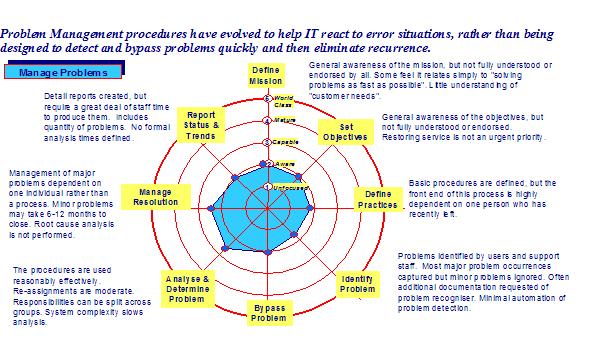 Problem Management procedures have evolved to help IT react to error situations, rather than being
designed to detect and bypass problems quickly and then eliminate recurrence.
Manage Problems
Define
Mission
General awareness of the mission, but not fully understood or
endorsed by all. Some feel it relates simply to "solving
problems as fast as possible". Little understanding of
"customer needs".
Set
Objectives
General awareness of the objectives, but
not fully understood or endorsed.
Restoring service is not an urgent priority.
Define
Practices
Basic procedures are defined, but the
front end of this process is highly
dependent on one person who has
recently left.
Identify
Problem
Problems identified by users and support
staff. Most major problem occurrences
captured but minor problems ignored. Often
additional documentation requested of
problem recogniser. Minimal automation of
problem detection.
Bypass
Problem
Analyse &
Determine
Problem
The procedures are used
reasonably effectively.
Re-assignments are moderate.
Responsibilities can be split across
groups. System complexity slows
analysis.
Manage
Resolution
Management of major
problems dependent on
one individual rather than
a process. Minor problems
may take 6-12 months to
close. Root cause analysis
is not performed.
Report
Status &
Trends
Detail reports created, but
require a great deal of staff time
to produce them. Includes
quantity of problems. No formal
analysis times defined.
5 World
Class
4 Mature
3 Capable
2 Aware
1 Unfocused